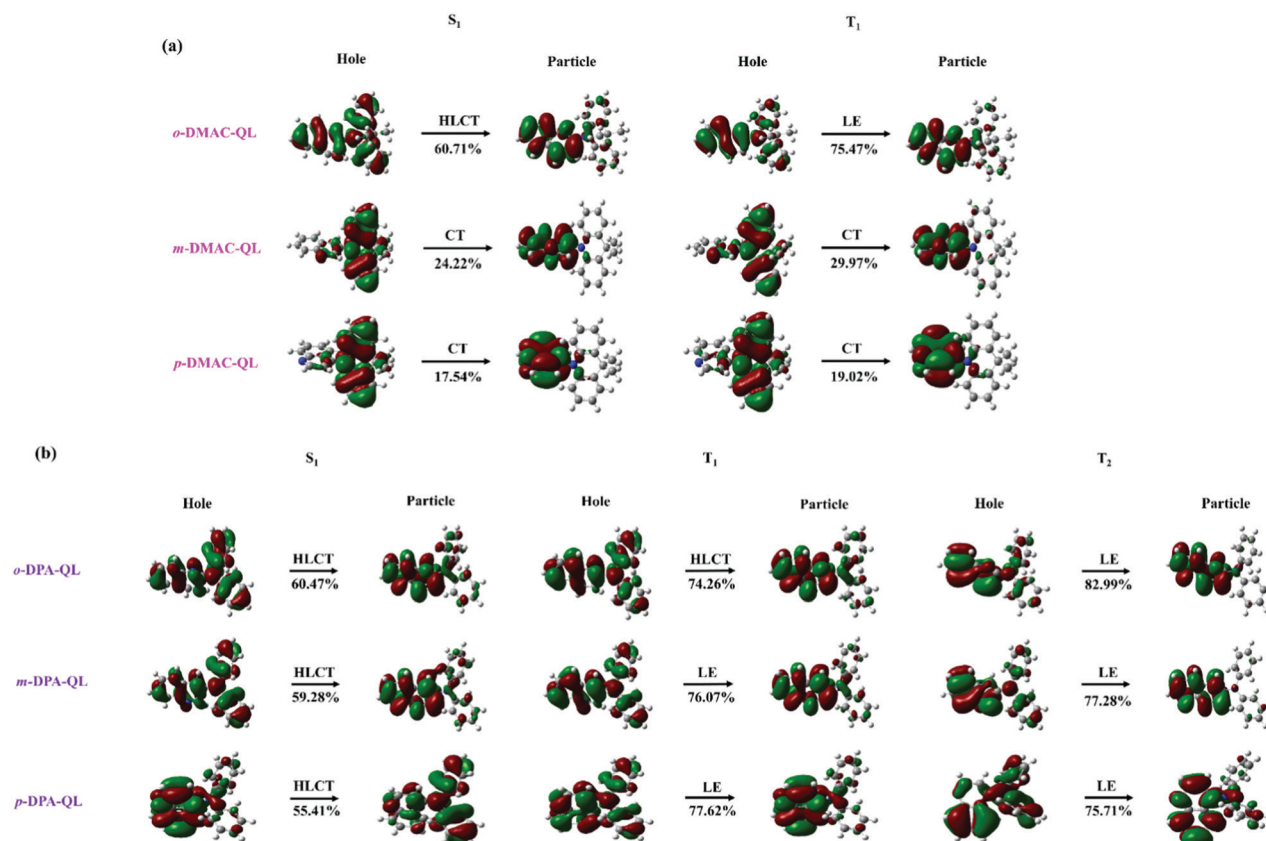 (a)
S₁ T₁
Hole Particle Hole Particle
o-DMAC-QL HLCT 60.71% LE 75.47%
m-DMAC-QL CT 24.22% CT 29.97%
p-DMAC-QL CT 17.54% CT 19.02%
(b)
S₁ T₁ T₂
Hole Particle Hole Particle Hole Particle
o-DPA-QL HLCT 60.47% HLCT 74.26% LE 82.99%
m-DPA-QL HLCT 59.28% LE 76.07% LE 77.28%
p-DPA-QL HLCT 55.41% LE 77.62% LE 75.71%